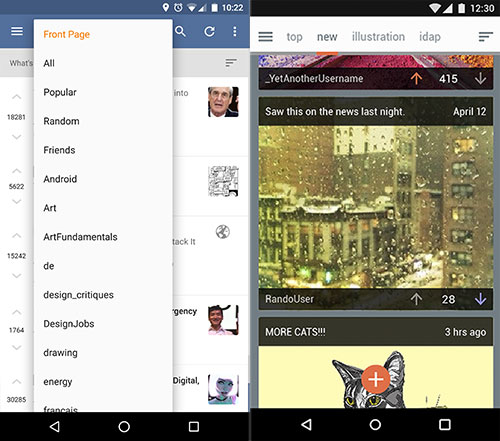 10:22
Front Page
What's
All
Popular
into
Random
18281
Friends
Android
5622
Art
ArtFundamentals
tack It
15242
de
design_critiques
rgency
DesignJobs
1764
drawing
Digital,
energy
30285
français
12:30
top new illustration idap
_YetAnotherUsername 415
Saw this on the news last night. April 12
RandoUser 28
MORE CATS!!! 3 hrs ago